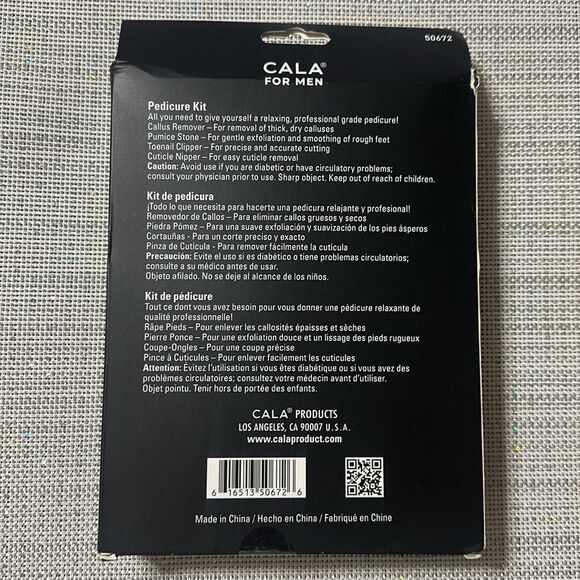 50672
CALA®
FOR MEN
Pedicure Kit
All you need to give yourself a relaxing, professional grade pedicure!
Callus Remover – For removal of thick, dry calluses
Pumice Stone – For gentle exfoliation and smoothing of rough feet
Toenail Clipper – For precise and accurate cutting
Cuticle Nipper – For easy cuticle removal
Caution: Avoid use if you are diabetic or have circulatory problems;
consult your physician prior to use. Sharp object. Keep out of reach of children.
Kit de pedicura
¡Todo lo que necesita para hacerte una pedicura relajante y profesional!
Removedor de Callos – Para eliminar callos gruesos y secos
Piedra Pómez – Para una suave exfoliación y suavización de los pies ásperos
Cortauñas - Para un corte preciso y exacto
Pinza de Cutícula - Para remover fácilmente la cutícula
Precaución: Evite el uso si es diabético o tiene problemas circulatorios;
consulte a su médico antes de usar.
Objeto afilado. No se deje al alcance de los niños.
Kit de pédicure
Tout ce dont vous avez besoin pour vous donner une pédicure relaxante de
qualité professionnelle!
Râpe Pieds – Pour enlever les callosités épaisses et sèches
Pierre Ponce – Pour une exfoliation douce et un lissage des pieds rugueux
Coupe-Ongles – Pour une coupe précise
Pince à Cuticules – Pour enlever facilement les cuticules
Attention: Évitez l'utilisation si vous êtes diabétique ou si vous avez des
problèmes circulatoires; consultez votre médecin avant d'utiliser.
Objet pointu. Tenir hors de portée des enfants.
CALA® PRODUCTS
LOS ANGELES, CA 90007 U.S.A.
www.calaproduct.com
6 16513 50672 6
Made in China / Hecho en China / Fabriqué en Chine